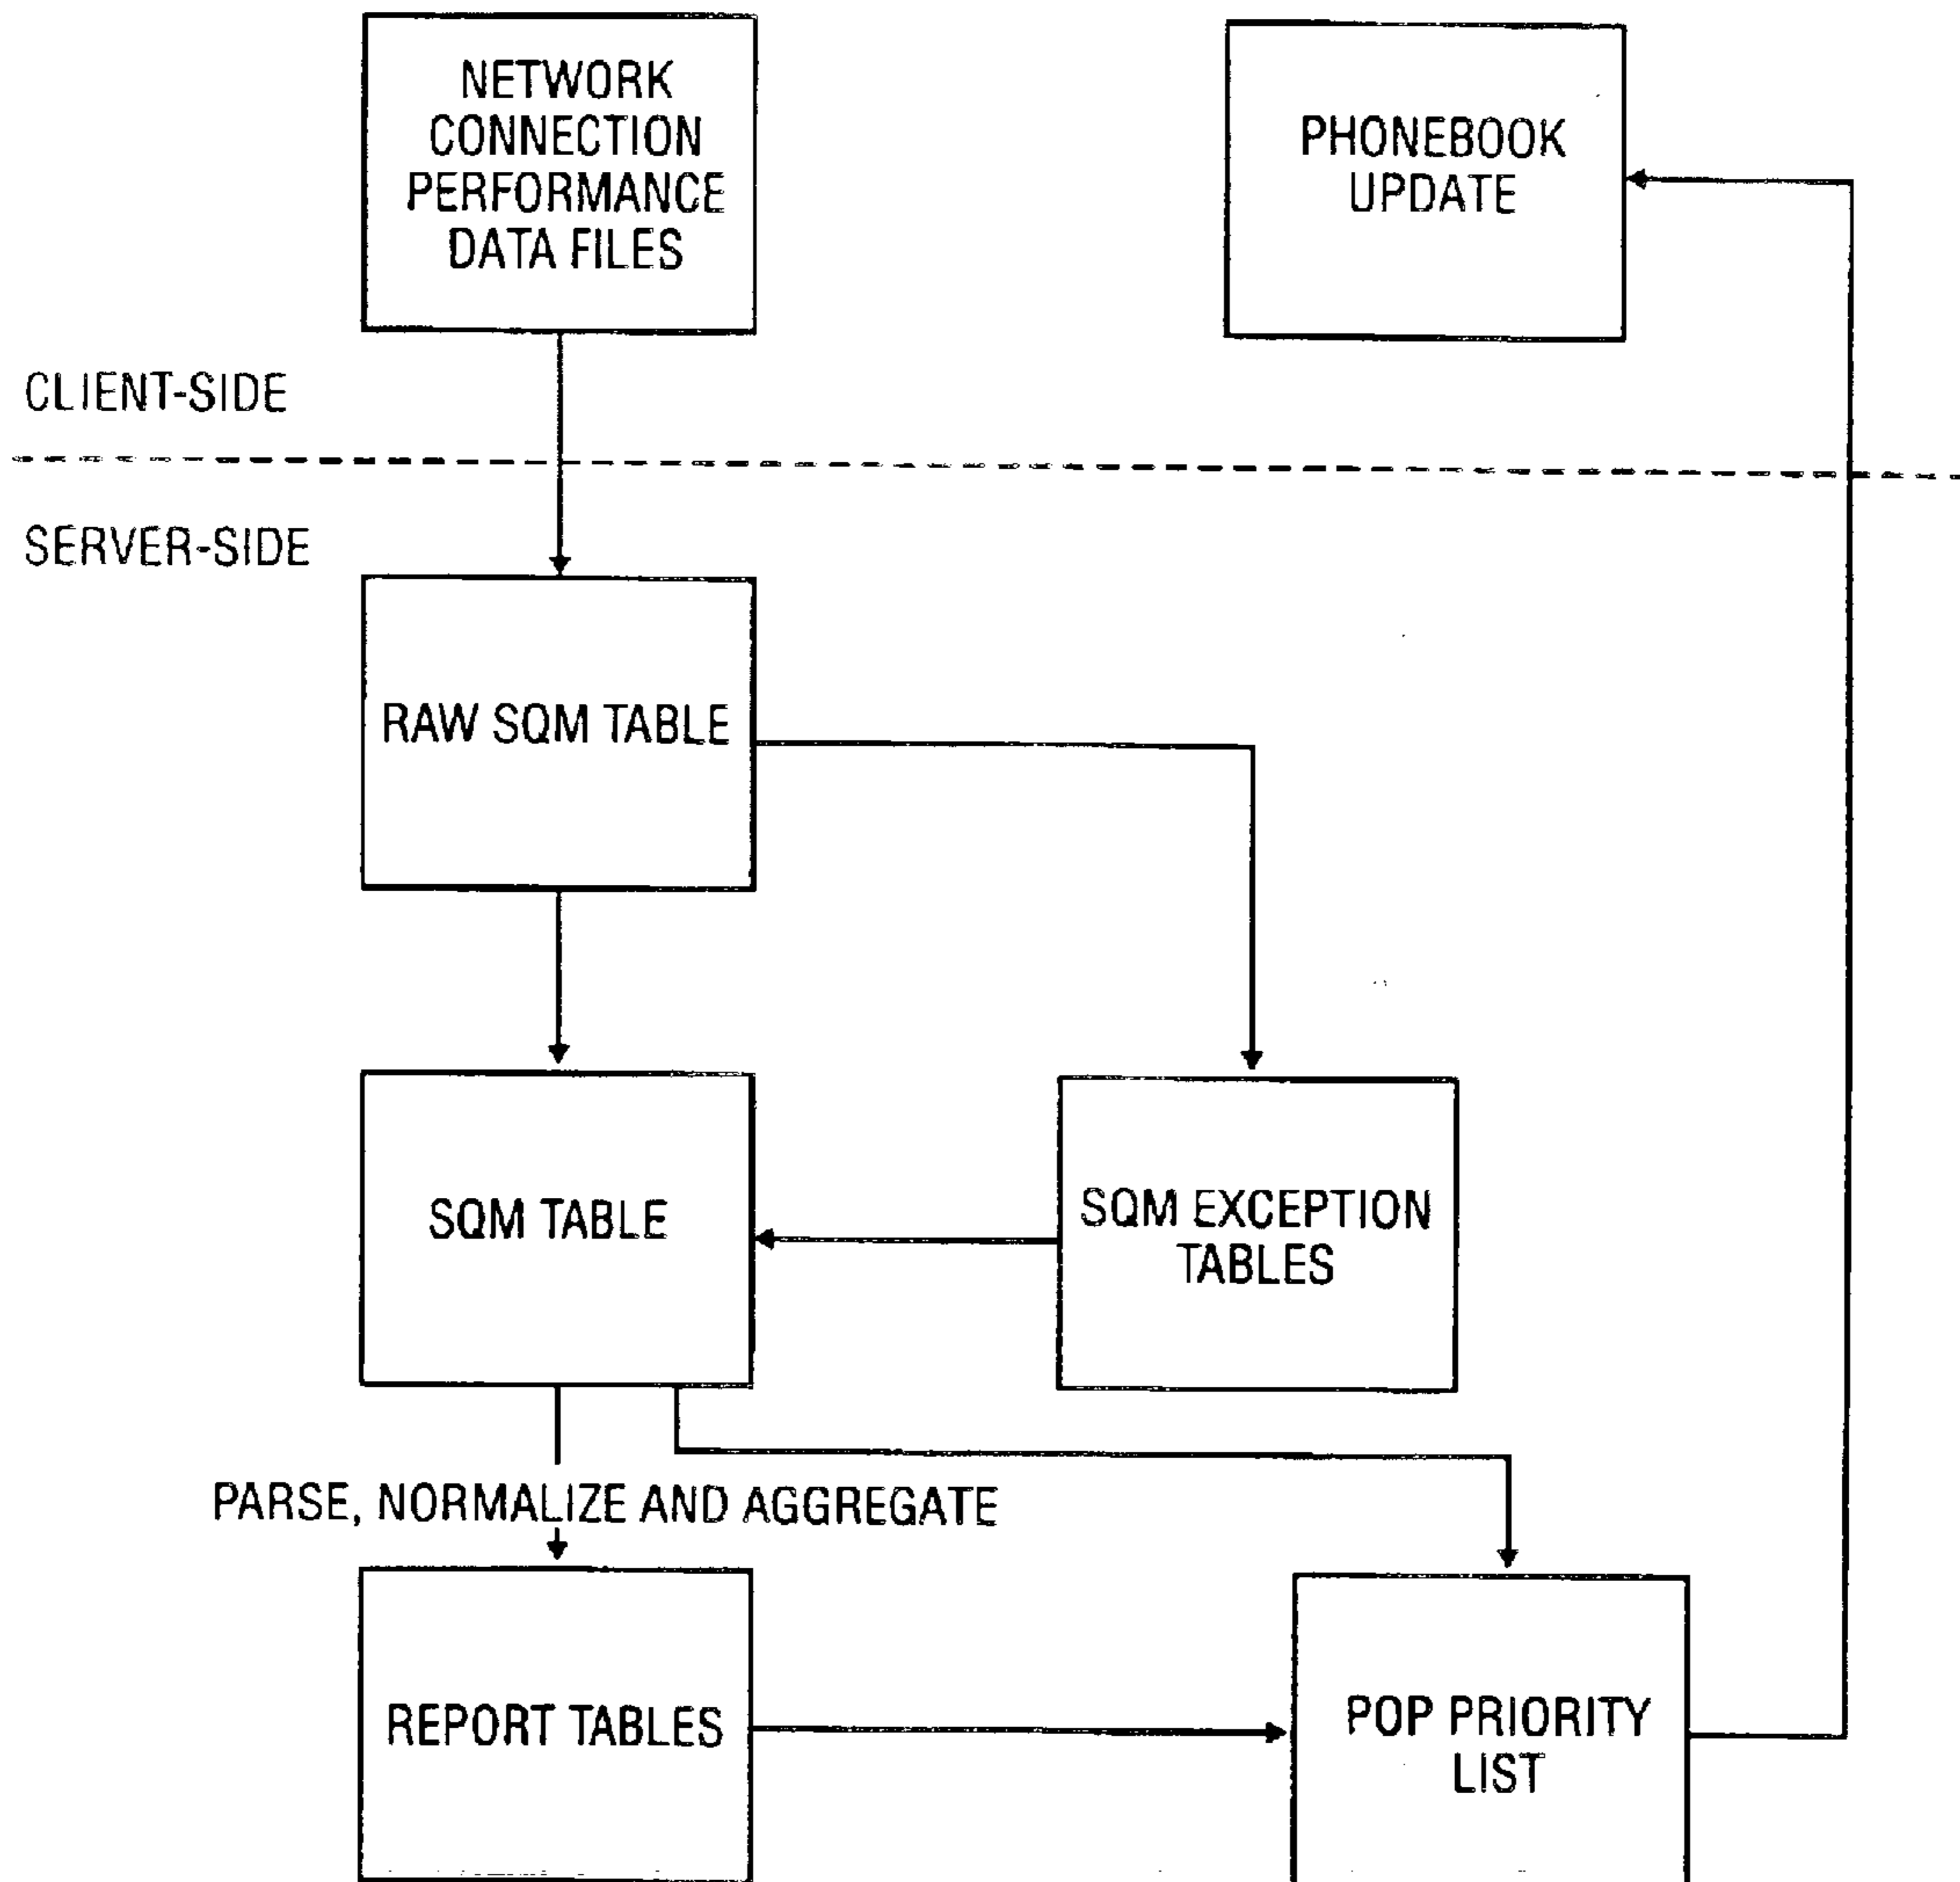 NETWORK
CONNECTION
PERFORMANCE
DATA FILES
PHONEBOOK
UPDATE
CLIENT-SIDE
SERVER-SIDE
RAW SQM TABLE
SQM TABLE
SQM EXCEPTION
TABLES
PARSE, NORMALIZE AND AGGREGATE
REPORT TABLES
POP PRIORITY
LIST